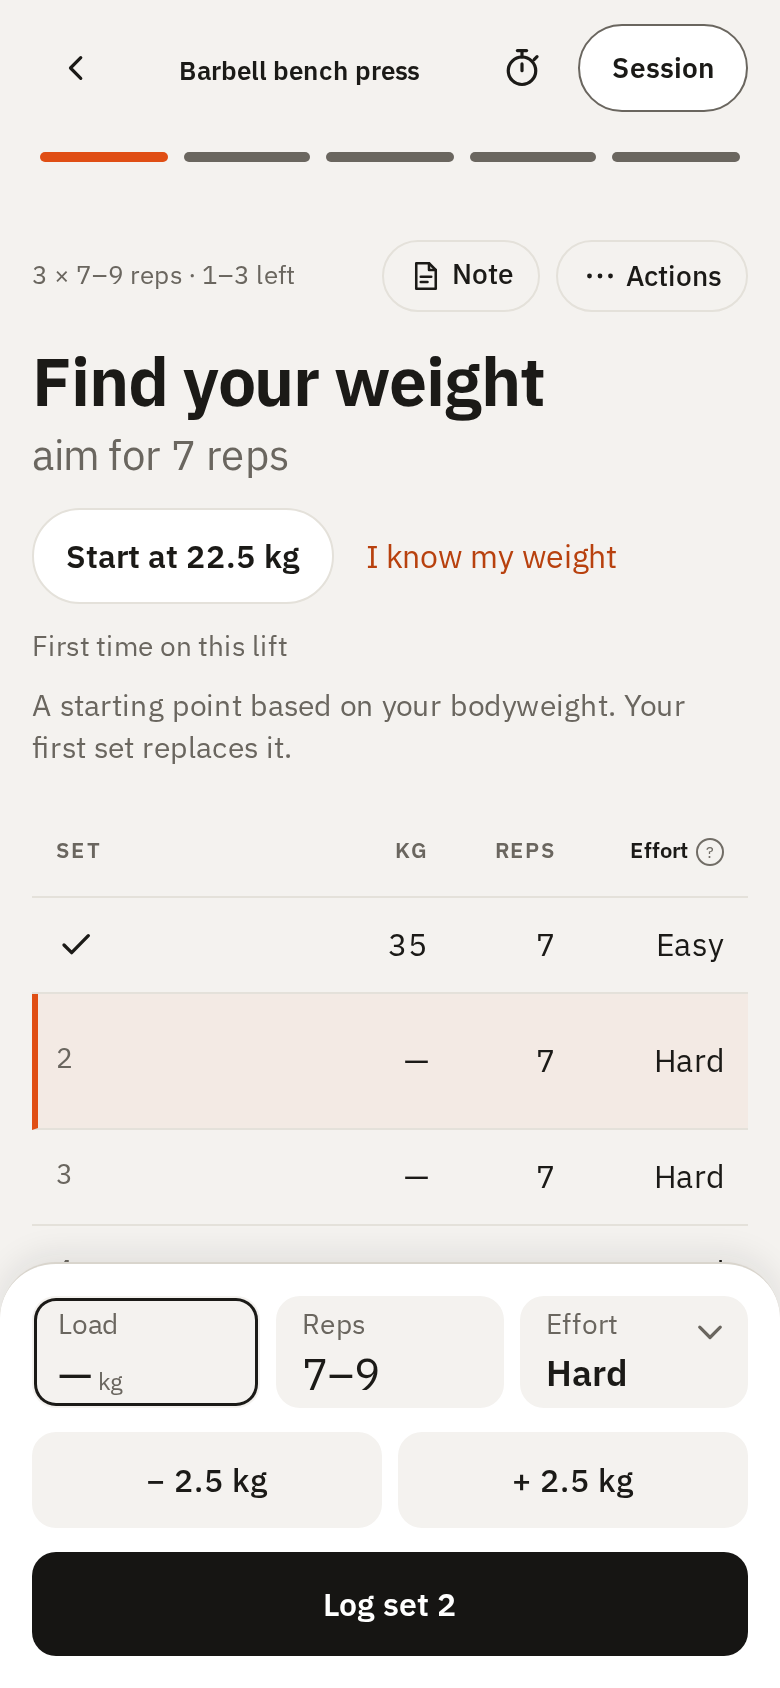 Barbell bench press
Session
3 × 7–9 reps · 1–3 left
Note
··· Actions
Find your weight
aim for 7 reps
Start at 22.5 kg
I know my weight
First time on this lift
A starting point based on your bodyweight. Your
first set replaces it.
SET KG REPS Effort ?
35 7 Easy
2 — 7 Hard
3 — 7 Hard
Load Reps Effort
— kg 7–9 Hard
− 2.5 kg + 2.5 kg
Log set 2